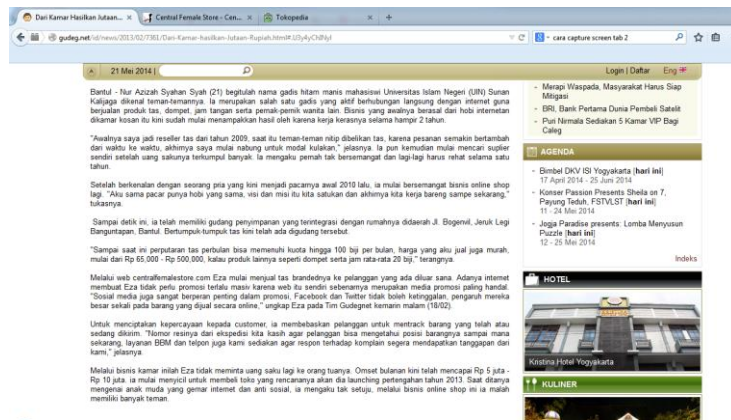 Dari Kamar Hasilkan Jutaan...
Central Female Store - Cen...
Tokopedia
gudeg.net/id/news/2013/02/7361/Dari-Kamar-hasilkan-Jutaan-Rupiah.html#.U3y4yChINyI
cara capture screen tab 2
21 Mei 2014 |
Login | Daftar Eng
Bantul - Nur Azizah Syahan Syah (21) begitulah nama gadis hitam manis mahasiswi Universitas Islam Negeri (UIN) Sunan
Kalijaga dikenal teman-temannya. Ia merupakan salah satu gadis yang aktif berhubungan langsung dengan internet guna
berjualan produk tas, dompet, jam tangan serta pernak-pernik wanita lain. Bisnis yang awalnya berasal dari hobi internetan
dikamar kosan itu kini sudah mulai menampakkan hasil oleh karena kerja kerasnya selama hampir 2 tahun.
"Awalnya saya jadi reseller tas dari tahun 2009, saat itu teman-teman nitip dibelikan tas, karena pesanan semakin bertambah
dari waktu ke waktu, akhirnya saya mulai nabung untuk modal kulakan," jelasnya. Ia pun kemudian mulai mencari suplier
sendiri setelah uang sakunya terkumpul banyak. Ia mengaku pernah tak bersemangat dan lagi-lagi harus rehat selama satu
tahun.
Setelah berkenalan dengan seorang pria yang kini menjadi pacarnya awal 2010 lalu, ia mulai bersemangat bisnis online shop
lagi. "Aku sama pacar punya hobi yang sama, visi dan misi itu kita satukan dan akhirnya kita kerja bareng sampe sekarang,"
tukasnya.
Sampai detik ini, ia telah memiliki gudang penyimpanan yang terintegrasi dengan rumahnya didaerah Jl. Bogenvil, Jeruk Legi
Banguntapan, Bantul. Bertumpuk-tumpuk tas kini telah ada digudang tersebut.
"Sampai saat ini perputaran tas perbulan bisa memenuhi kuota hingga 100 biji per bulan, harga yang aku jual juga murah,
mulai dari Rp 65,000 - Rp 500,000, kalau produk lainnya seperti dompet serta jam rata-rata 20 biji," terangnya.
Melalui web centralfemalestore.com Eza mulai menjual tas brandednya ke pelanggan yang ada diluar sana. Adanya internet
membuat Eza tidak perlu promosi terlalu masiv karena web itu sendiri sebenarnya merupakan media promosi paling handal.
"Sosial media juga sangat berperan penting dalam promosi, Facebook dan Twitter tidak boleh ketinggalan, pengaruh mereka
besar sekali pada barang yang dijual secara online," ungkap Eza pada Tim Gudegnet kemarin malam (18/02).
Untuk menciptakan kepercayaan kepada customer, ia membebaskan pelanggan untuk mentrack barang yang telah atau
sedang dikirim. "Nomor resinya dari ekspedisi kita kasih agar pelanggan bisa mengetahui posisi barangnya sampai mana
sekarang, layanan BBM dan telpon juga kami sediakan agar respon terhadap komplain segera mendapatkan tanggapan dari
kami," jelasnya.
Melalui bisnis kamar inilah Eza tidak meminta uang saku lagi ke orang tuanya. Omset bulanan kini telah mencapai Rp 5 juta -
Rp 10 juta. ia mulai menyicil untuk membeli toko yang rencananya akan dia launching pertengahan tahun 2013. Saat ditanya
mengenai anak muda yang gemar internet dan anti sosial, ia mengaku tak setuju, melalui bisnis online shop ini ia malah
memiliki banyak teman.
- Merapi Waspada, Masyarakat Harus Siap
Mitigasi
- BRI, Bank Pertama Dunia Pembeli Satelit
- Puri Nirmala Sediakan 5 Kamar VIP Bagi
Caleg
AGENDA
- Bimbel DKV ISI Yogyakarta [hari ini]
17 April 2014 - 25 Juni 2014
- Konser Passion Presents Sheila on 7,
Payung Teduh, FSTVLST [hari ini]
11 - 24 Mei 2014
- Jogja Paradise presents: Lomba Menyusun
Puzzle [hari ini]
12 - 25 Mei 2014
Indeks
HOTEL
Kristina Hotel Yogyakarta
KULINER